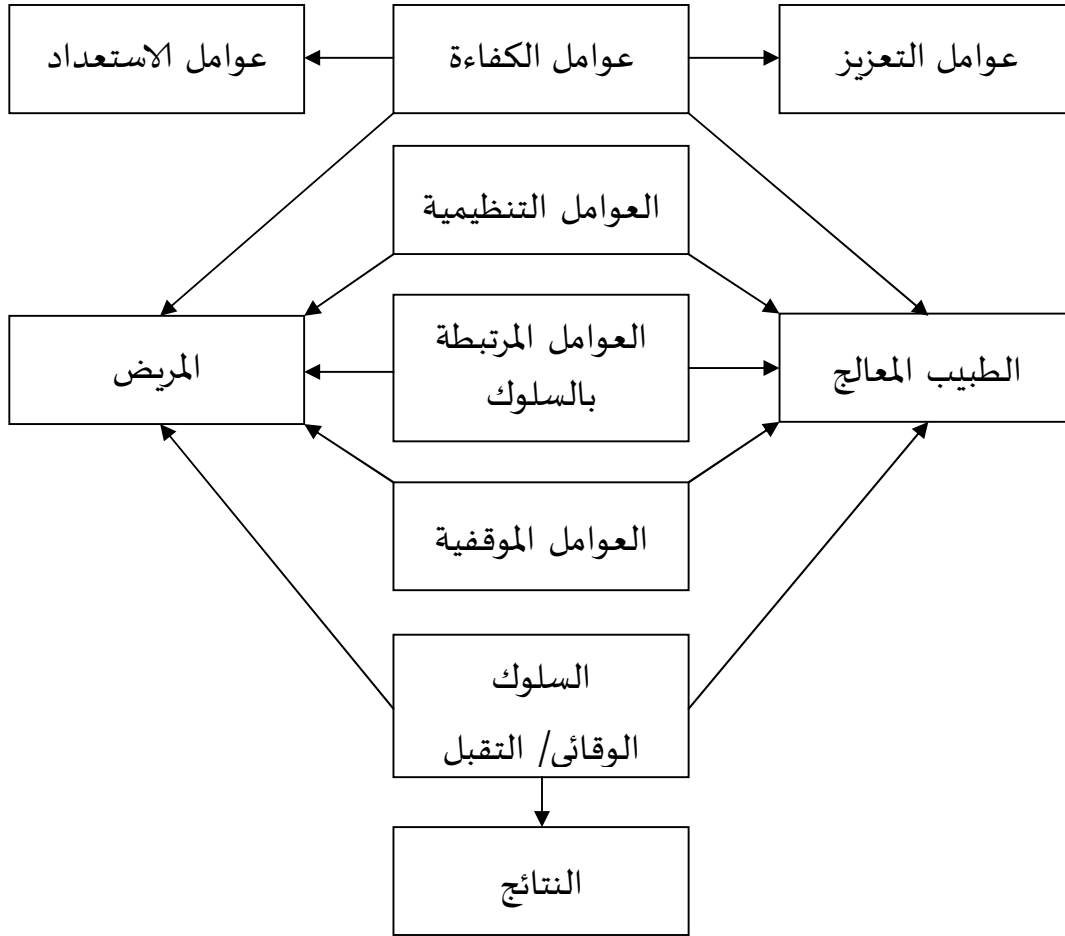 عوامل التعزيز
عوامل الكفاءة
عوامل الاستعداد
العوامل التنظيمية
الطبيب المعالج
العوامل المرتبطة
بالسلوك
المريض
العوامل الموقفية
السلوك
الوقائى/ التقبل
النتائج